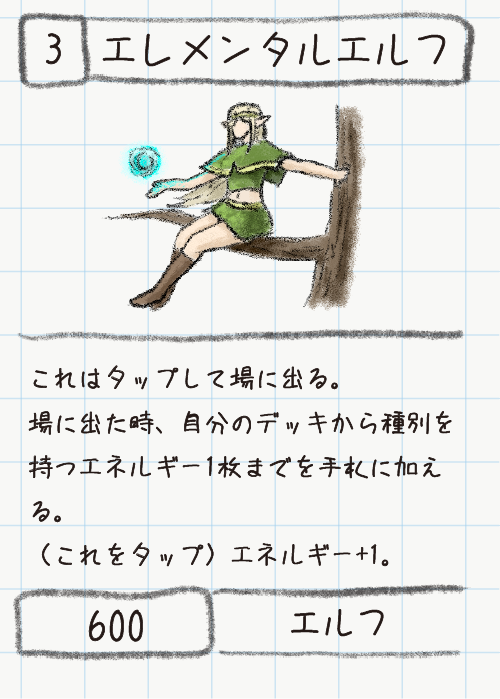 3 エレメンタルエルフ
これはタップして場に出る。
場に出た時、自分のデッキから種別を
持つエネルギー1枚までを手札に加え
る。
（これをタップ）エネルギー+1。
600 エルフ